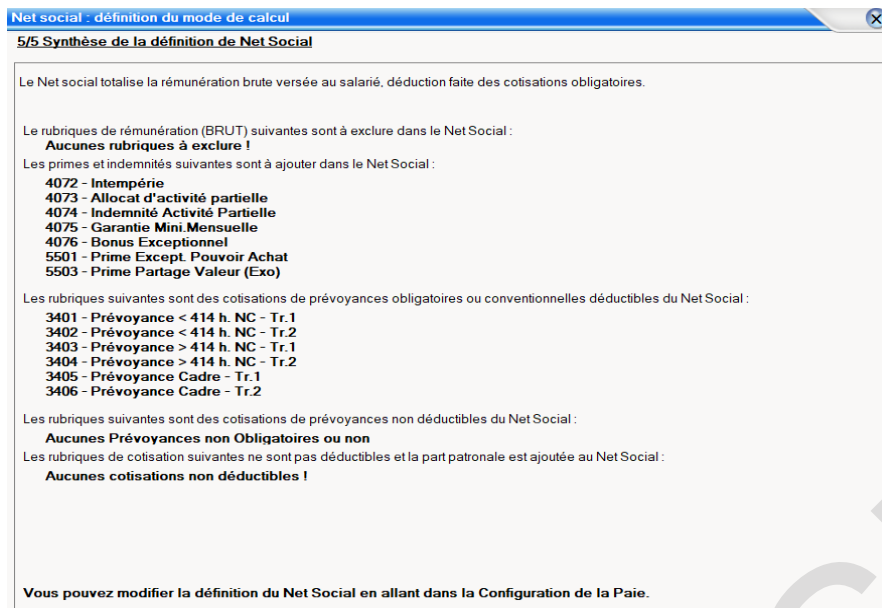 Net social : définition du mode de calcul
5/5 Synthèse de la définition de Net Social
Le Net social totalise la rémunération brute versée au salarié, déduction faite des cotisations obligatoires.
Le rubriques de rémunération (BRUT) suivantes sont à exclure dans le Net Social :
Aucunes rubriques à exclure !
Les primes et indemnités suivantes sont à ajouter dans le Net Social :
4072 - Intempérie
4073 - Allocat d'activité partielle
4074 - Indemnité Activité Partielle
4075 - Garantie Mini.Mensuelle
4076 - Bonus Exceptionnel
5501 - Prime Except. Pouvoir Achat
5503 - Prime Partage Valeur (Exo)
Les rubriques suivantes sont des cotisations de prévoyances obligatoires ou conventionnelles déductibles du Net Social :
3401 - Prévoyance < 414 h. NC - Tr.1
3402 - Prévoyance < 414 h. NC - Tr.2
3403 - Prévoyance > 414 h. NC - Tr.1
3404 - Prévoyance > 414 h. NC - Tr.2
3405 - Prévoyance Cadre - Tr.1
3406 - Prévoyance Cadre - Tr.2
Les rubriques suivantes sont des cotisations de prévoyances non déductibles du Net Social :
Aucunes Prévoyances non Obligatoires ou non
Les rubriques de cotisation suivantes ne sont pas déductibles et la part patronale est ajoutée au Net Social :
Aucunes cotisations non déductibles !
Vous pouvez modifier la définition du Net Social en allant dans la Configuration de la Paie.